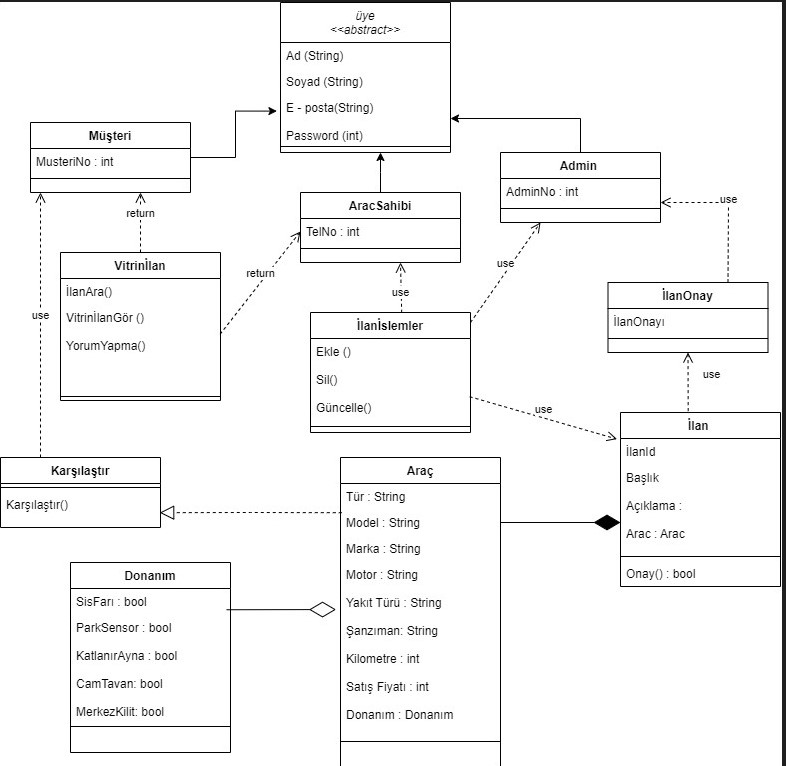 üye
<<abstract>>
Ad (String)
Soyad (String)
E - posta(String)
Password (int)
Müşteri
MusteriNo : int
Admin
AdminNo : int
AracSahibi
TelNo : int
return
use
return
use
use
use
Vitrinİlan
İlanAra()
VitrinİlanGör ()
YorumYapma()
İlanİslemler
Ekle ()
Sil()
Güncelle()
İlanOnay
İlanOnayı
use
use
İlan
İlanId
Başlık
Açıklama :
Arac : Arac
Onay() : bool
Karşılaştır
Karşılaştır()
Araç
Tür : String
Model : String
Marka : String
Motor : String
Yakıt Türü : String
Şanzıman: String
Kilometre : int
Satış Fiyatı : int
Donanım : Donanım
Donanım
SisFarı : bool
ParkSensor : bool
KatlanırAyna : bool
CamTavan: bool
MerkezKilit: bool